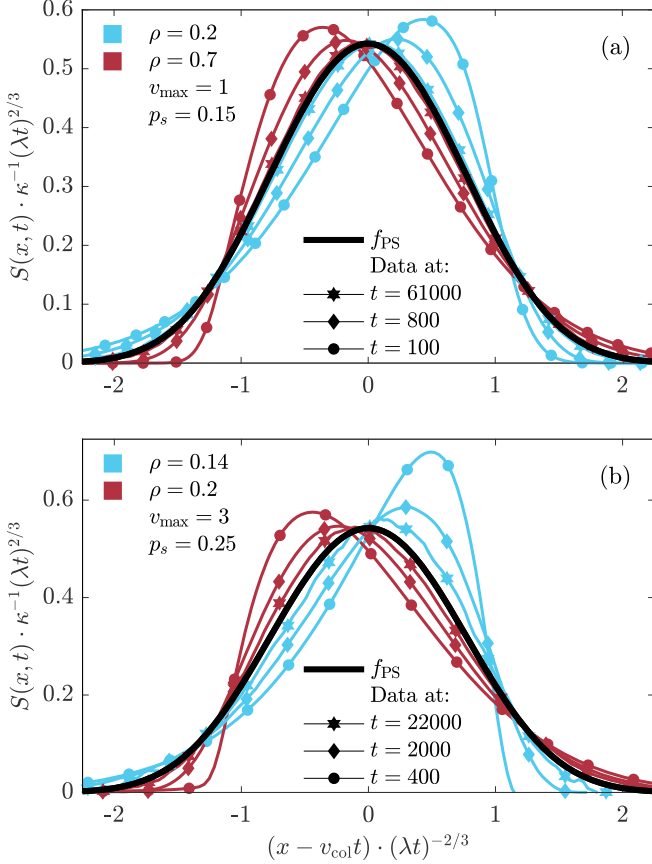 (a)
ρ = 0.2
ρ = 0.7
v_max = 1
p_s = 0.15
S(x, t) · κ⁻¹(λt)^{2/3}
0.6
0.5
0.4
0.3
0.2
0.1
0
f_PS
Data at:
t = 61000
t = 800
t = 100
-2 -1 0 1 2
(b)
ρ = 0.14
ρ = 0.2
v_max = 3
p_s = 0.25
S(x, t) · κ⁻¹(λt)^{2/3}
0.6
0.4
0.2
0
f_PS
Data at:
t = 22000
t = 2000
t = 400
-2 -1 0 1 2
(x − v_col t) · (λt)^{−2/3}